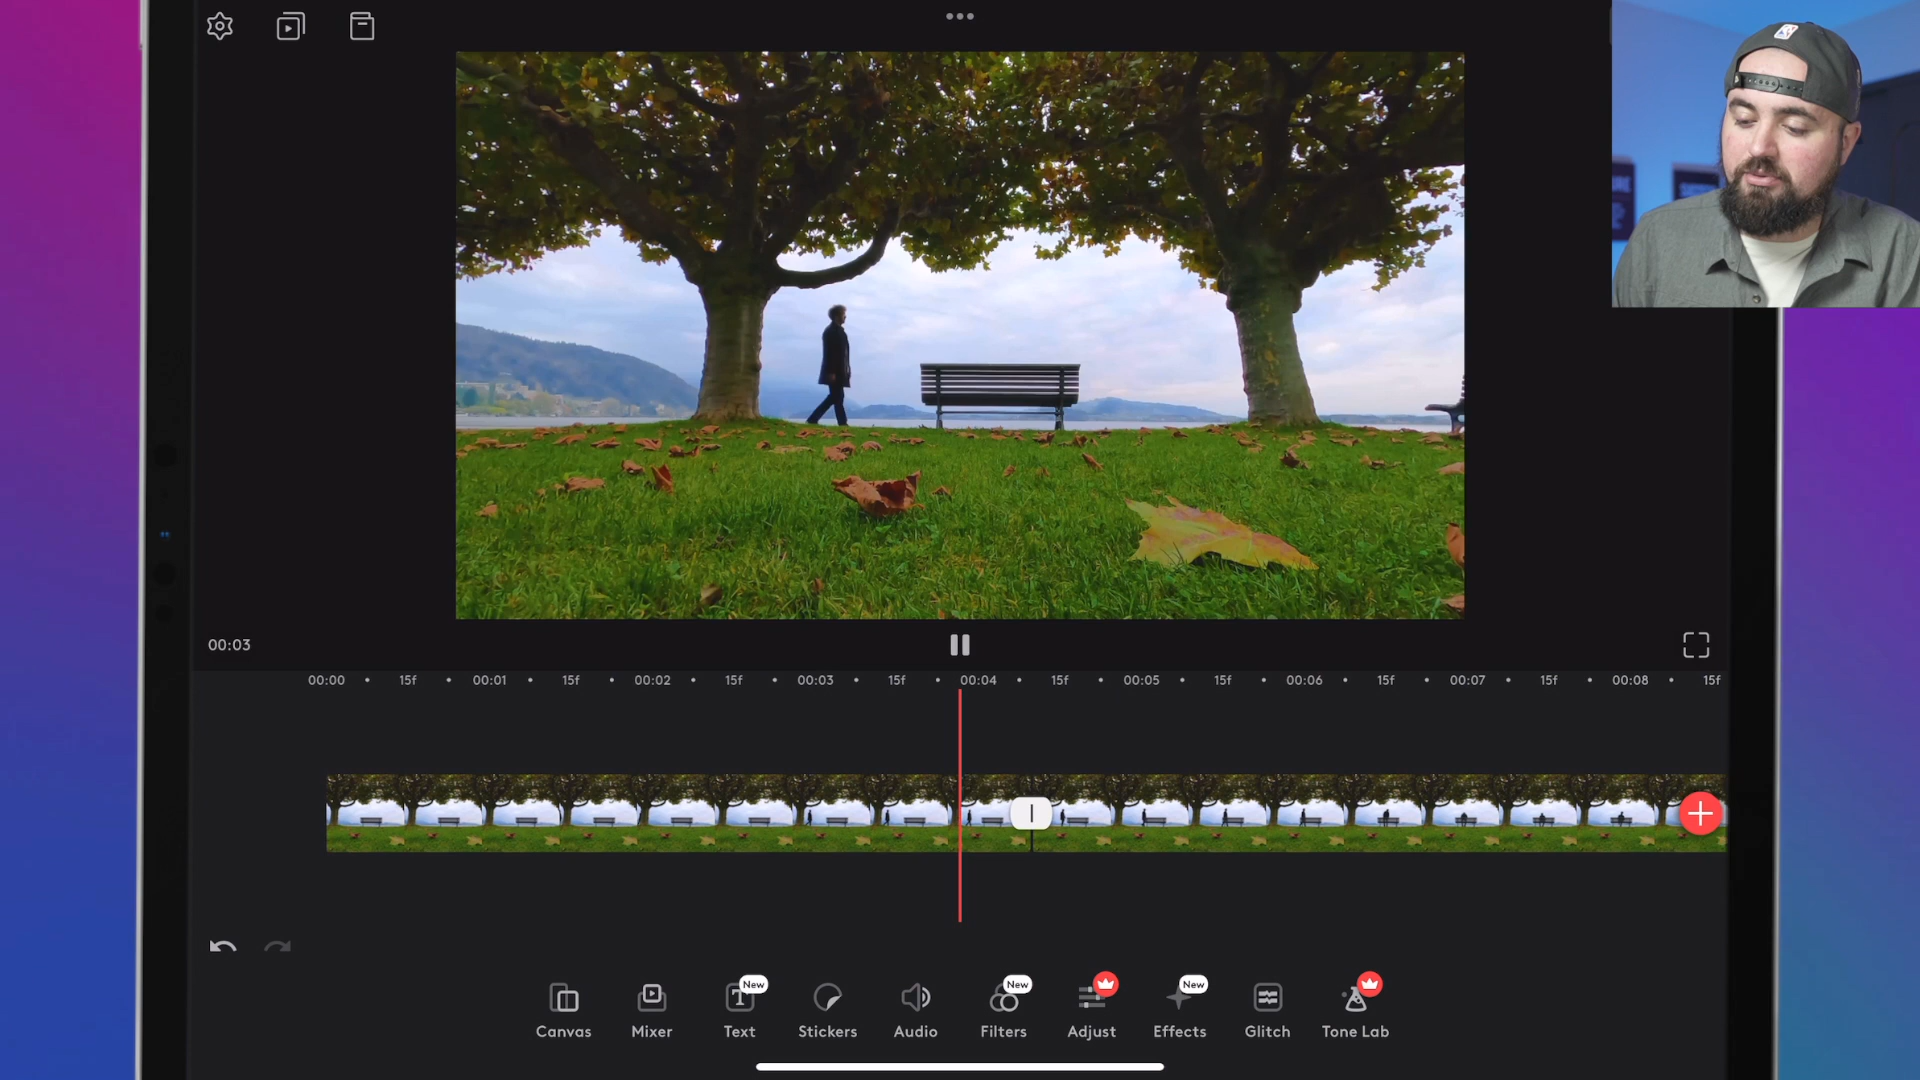 00:03
00:00 15f 00:01 15f 00:02 15f 00:03 15f 00:04 15f 00:05 15f 00:06 15f 00:07 15f 00:08 15f
New New New
Canvas Mixer Text Stickers Audio Filters Adjust Effects Glitch Tone Lab